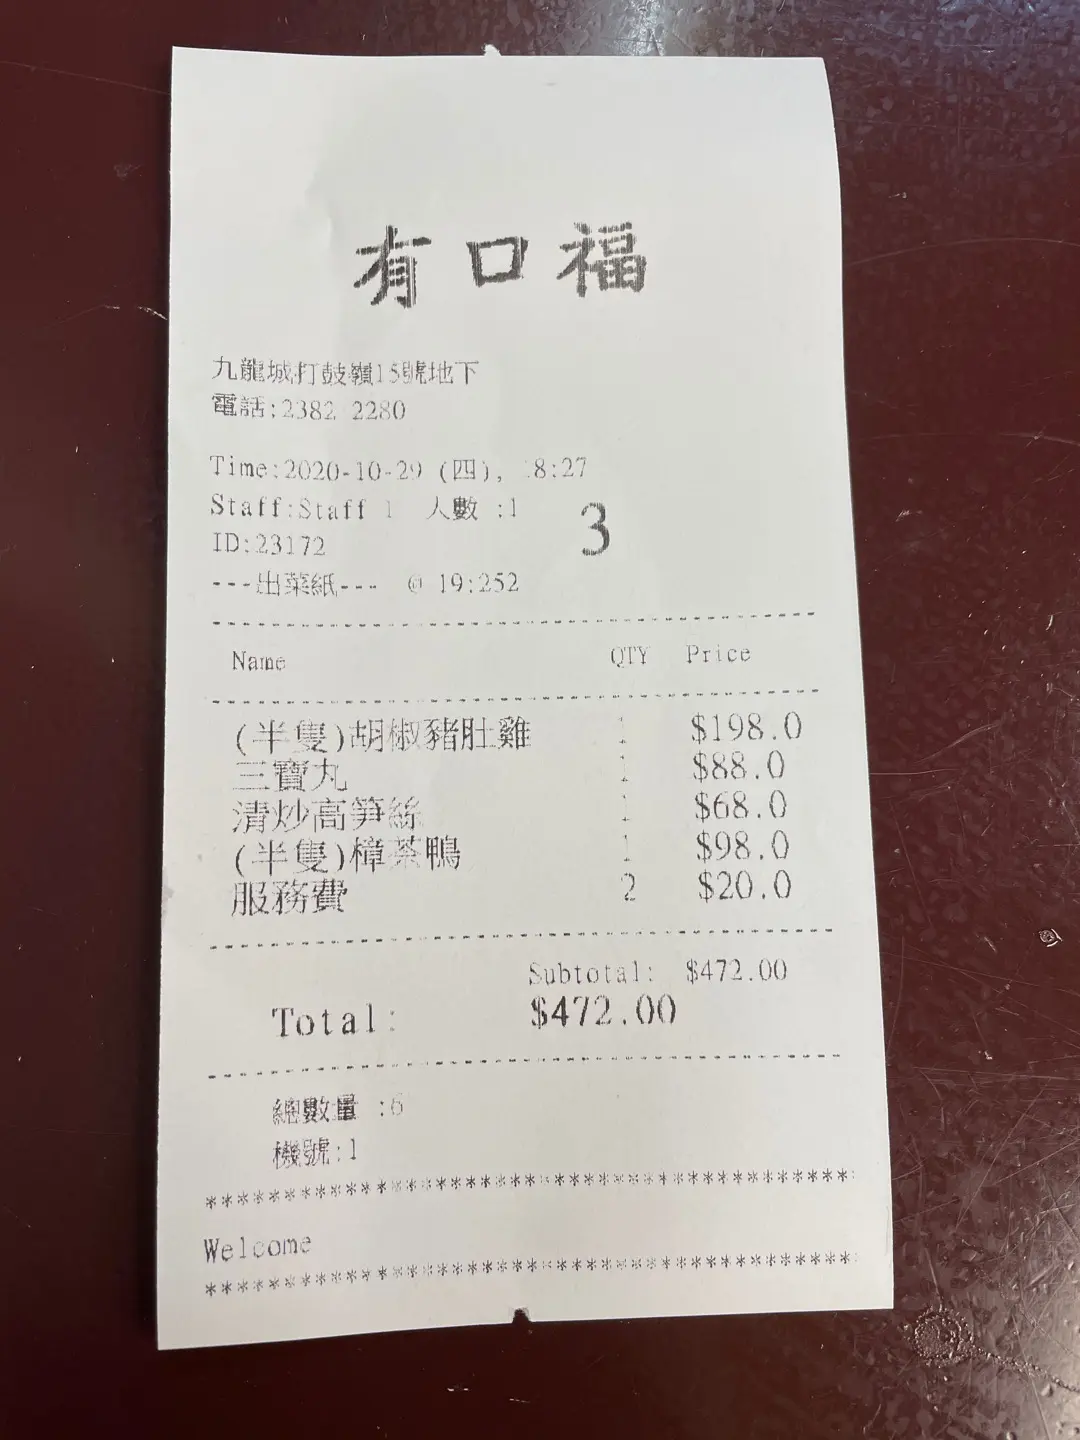 有口福
九龍城打鼓嶺15號地下
電話:2382 2280
Time:2020-10-29 (四), 18:27
Staff:Staff 1 人數 :1
3
ID:23172
---出菜紙--- @ 19:252
Name QTY Price
(半隻)胡椒豬肚雞 1 $198.0
三寶丸 1 $88.0
清炒高笋絲 1 $68.0
(半隻)樟茶鴨 1 $98.0
服務費 2 $20.0
Subtotal: $472.00
Total: $472.00
總數量 :6
機號:1
******************************************
Welcome
******************************************